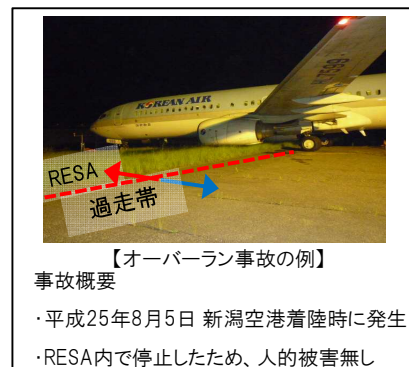 KOREAN AIR
RESA
過走帯
【オーバーラン事故の例】
事故概要
・平成25年8月5日 新潟空港着陸時に発生
・RESA内で停止したため、人的被害無し